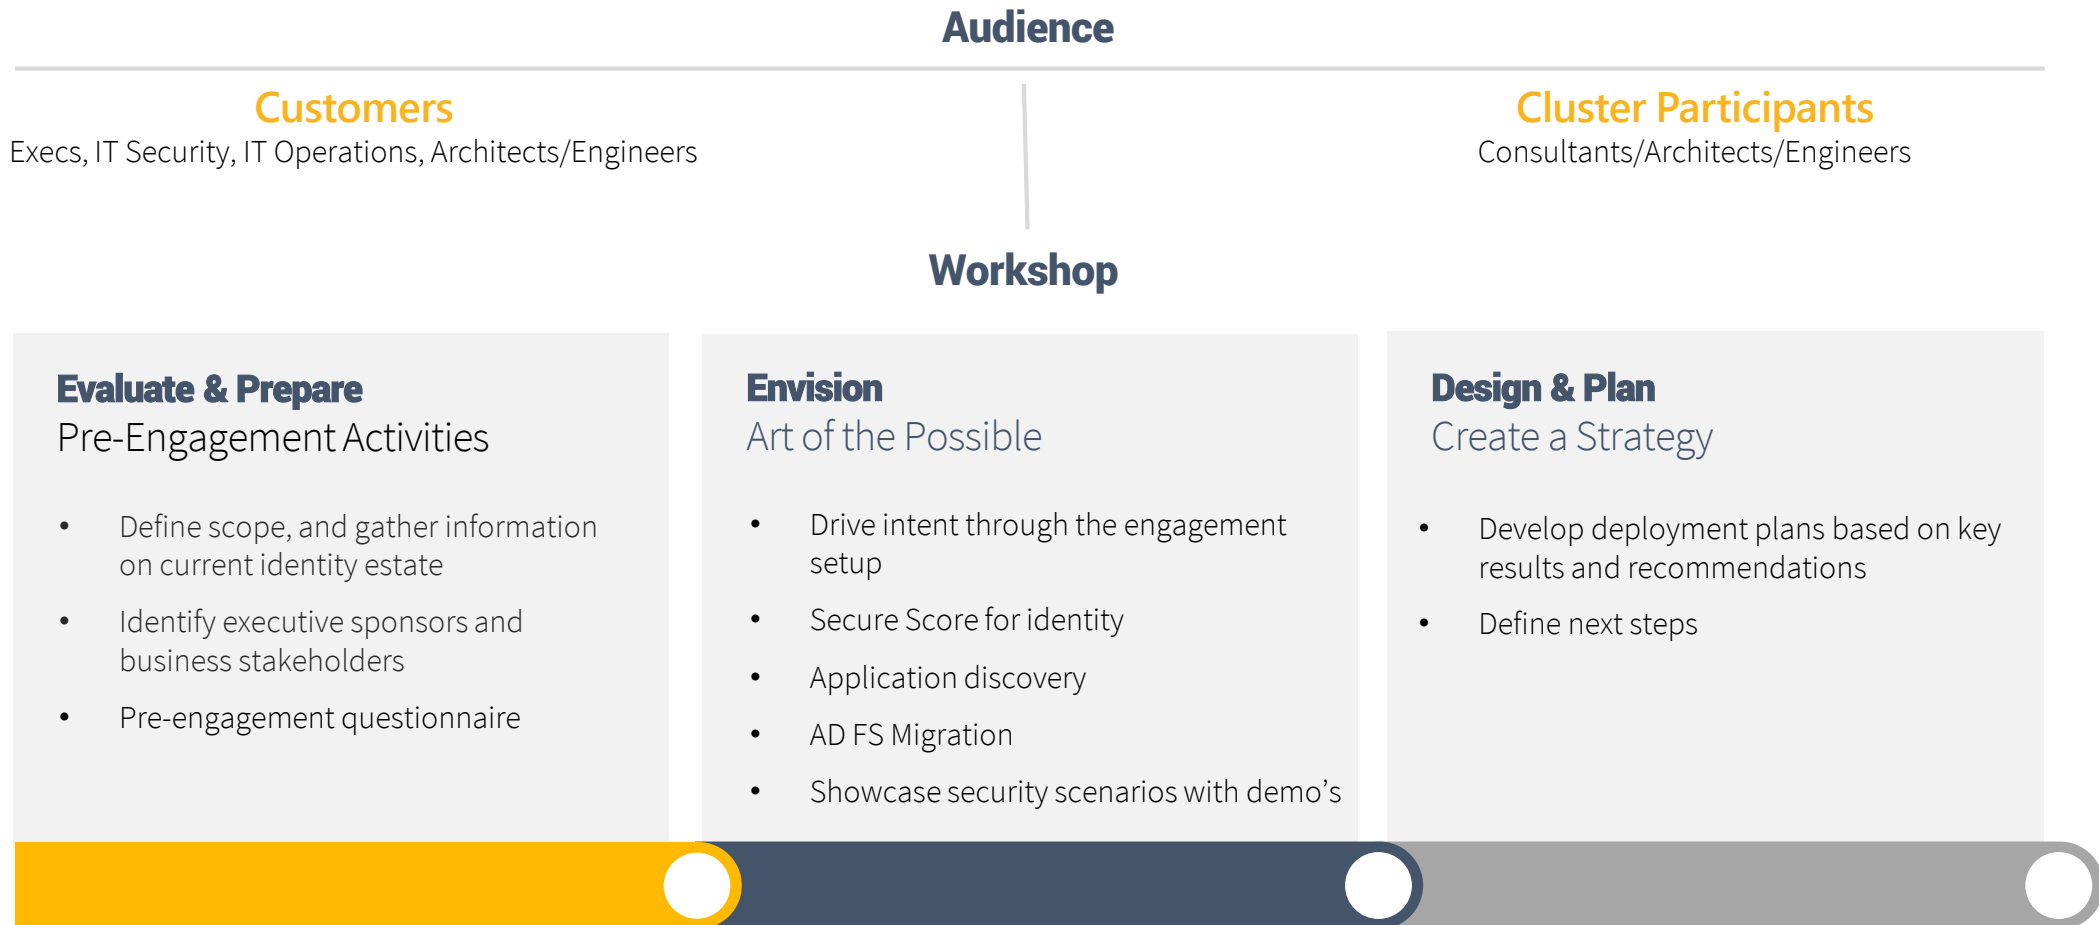 Audience
Customers
Execs, IT Security, IT Operations, Architects/Engineers
Cluster Participants
Consultants/Architects/Engineers
Workshop
Evaluate & Prepare
Pre-Engagement Activities
• Define scope, and gather information
on current identity estate
• Identify executive sponsors and
business stakeholders
• Pre-engagement questionnaire
Envision
Art of the Possible
• Drive intent through the engagement
setup
• Secure Score for identity
• Application discovery
• AD FS Migration
• Showcase security scenarios with demo’s
Design & Plan
Create a Strategy
• Develop deployment plans based on key
results and recommendations
• Define next steps